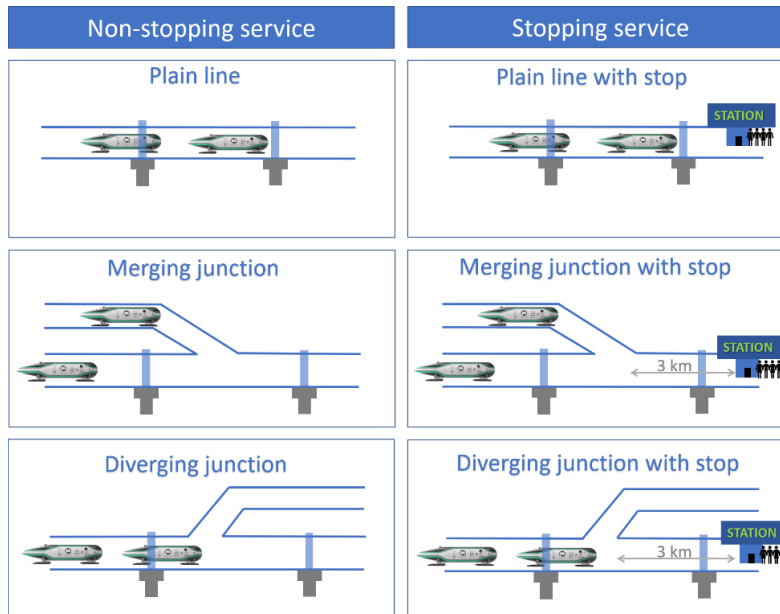 Non-stopping service
Stopping service
Plain line
Plain line with stop
STATION
Merging junction
Merging junction with stop
STATION
3 km
Diverging junction
Diverging junction with stop
STATION
3 km